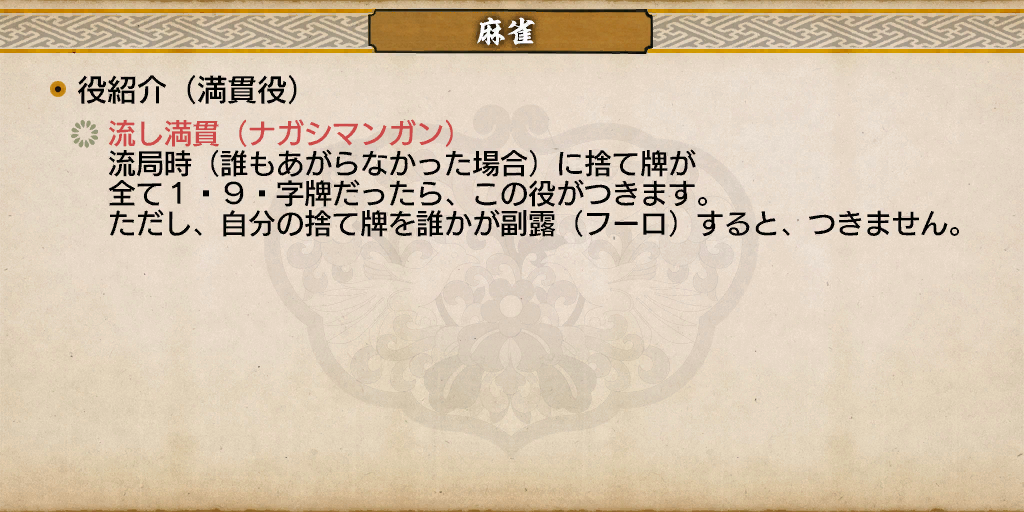 麻雀
役紹介（満貫役）
流し満貫（ナガシマンガン）
流局時（誰もあがらなかった場合）に捨て牌が
全て１・９・字牌だったら、この役がつきます。
ただし、自分の捨て牌を誰かが副露（フーロ）すると、つきません。